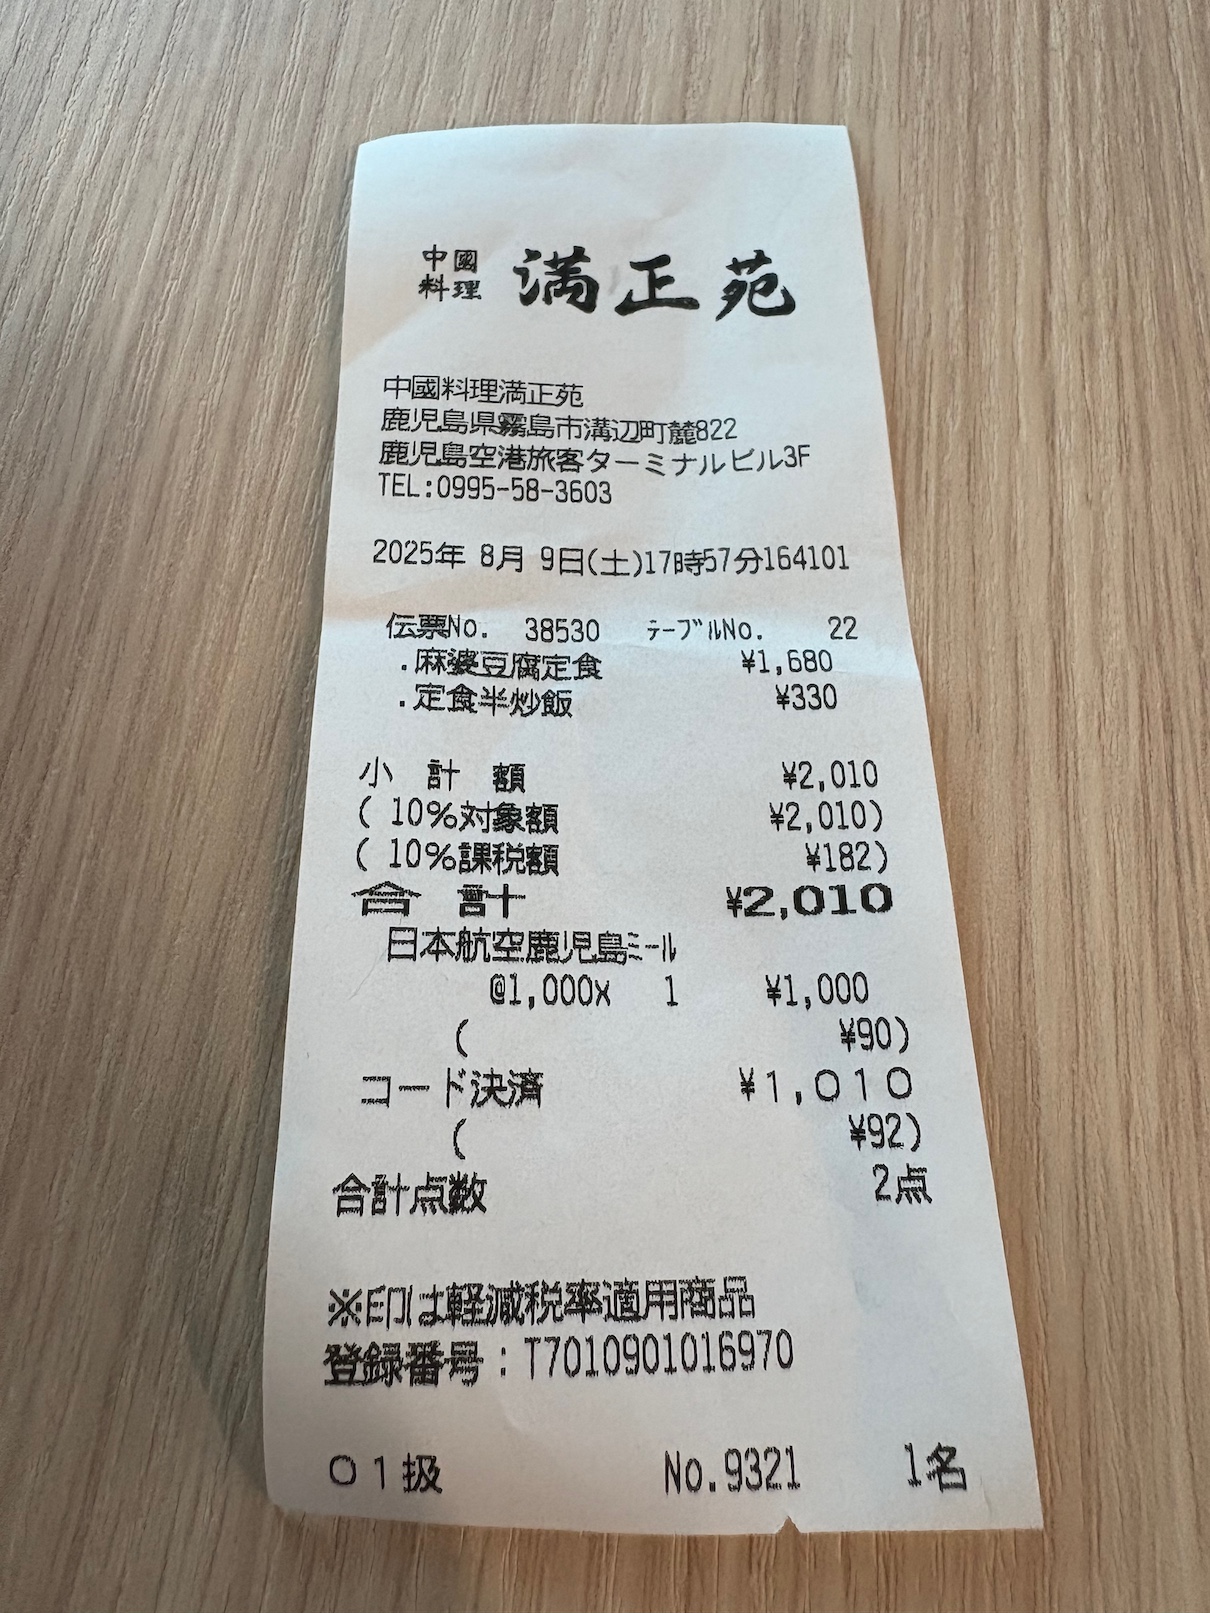 中國料理 満正苑
中國料理満正苑
鹿児島県霧島市溝辺町麓822
鹿児島空港旅客ターミナルビル3F
TEL:0995-58-3603
2025年 8月 9日(土)17時57分164101
伝票No. 38530 ﾃｰﾌﾞﾙNo. 22
.麻婆豆腐定食 ¥1,680
.定食半炒飯 ¥330
小 計 額 ¥2,010
( 10%対象額 ¥2,010)
( 10%課税額 ¥182)
合 計 ¥2,010
日本航空鹿児島ﾐｰﾙ
@1,000x 1 ¥1,000
( ¥90)
コード決済 ¥1,010
( ¥92)
合計点数 2点
※印は軽減税率適用商品
登録番号：T7010901016970
01扱 No.9321 1名